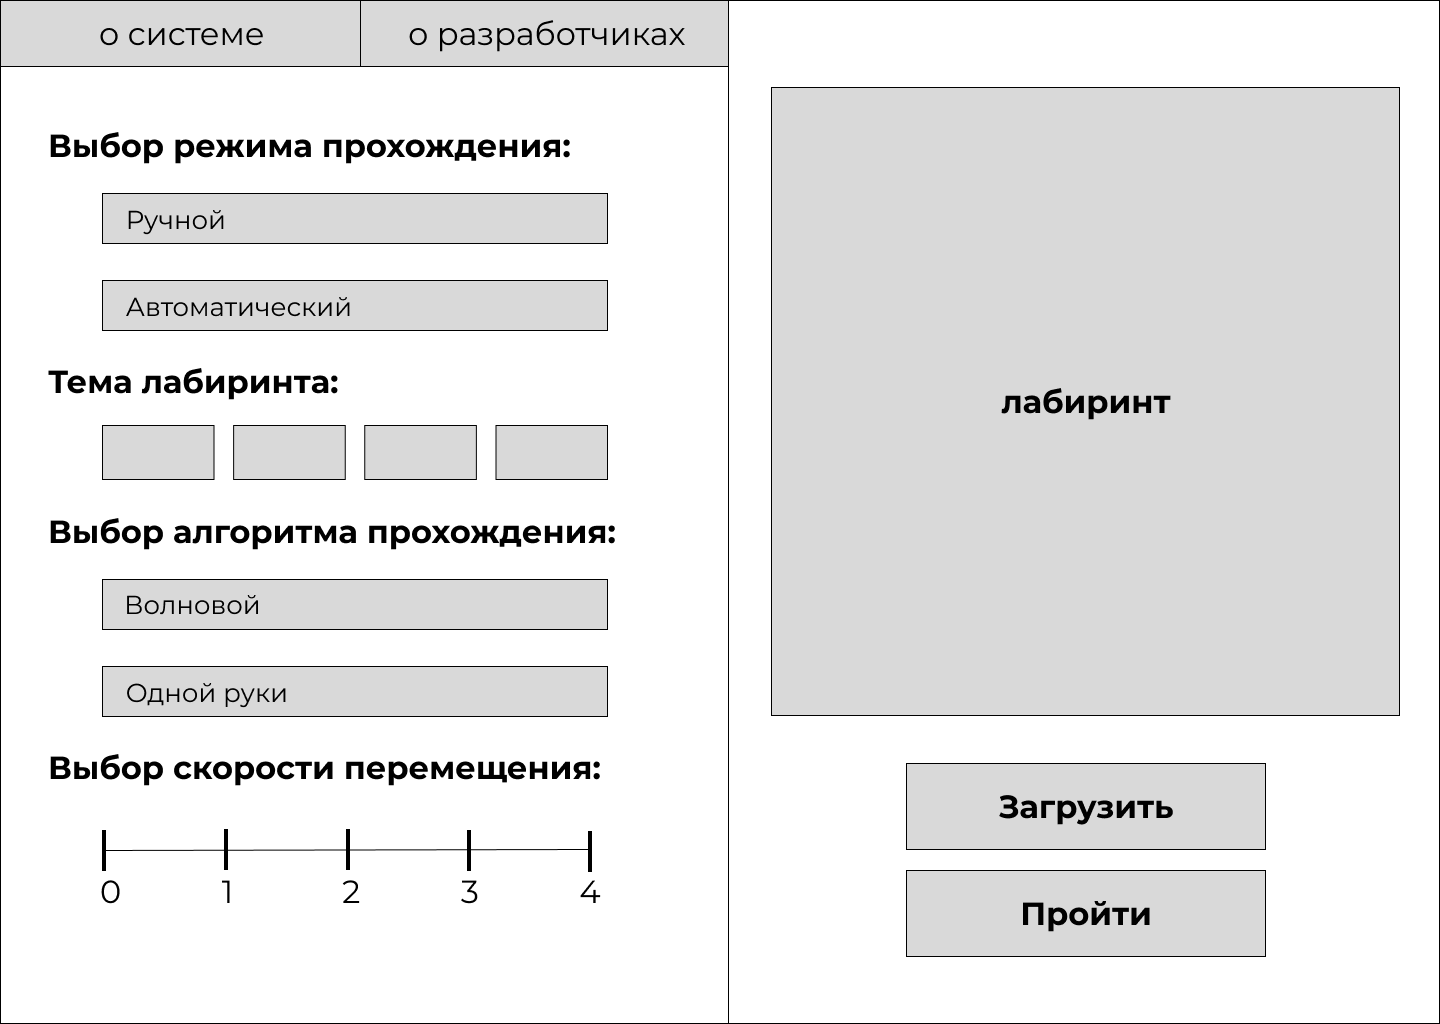 о системе
о разработчиках
Выбор режима прохождения:
Ручной
Автоматический
Тема лабиринта:
Выбор алгоритма прохождения:
Волновой
Одной руки
Выбор скорости перемещения:
0 1 2 3 4
лабиринт
Загрузить
Пройти